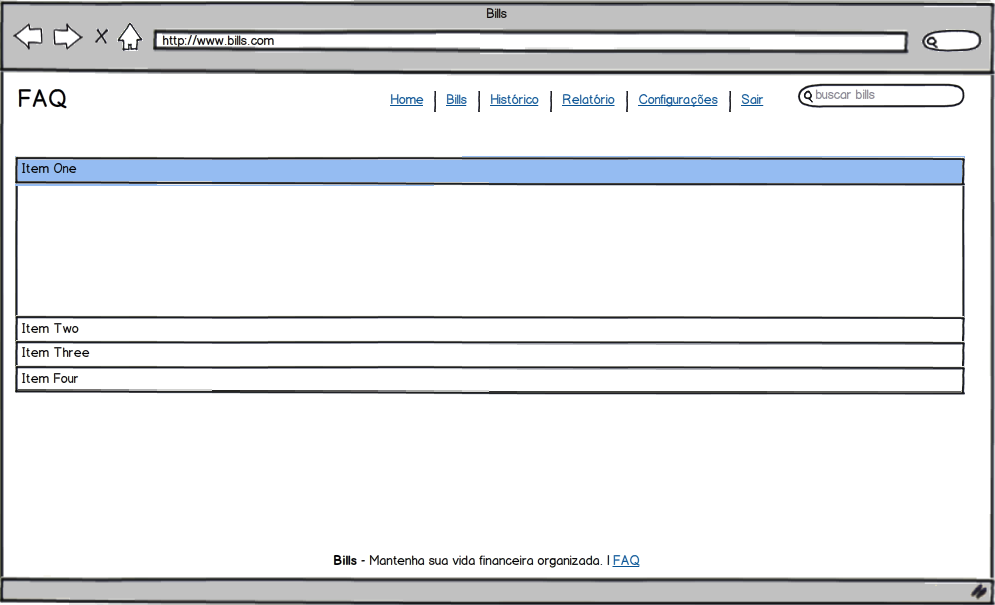 Bills
http://www.bills.com
FAQ
Home | Bills | Histórico | Relatório | Configurações | Sair
buscar bills
Item One
Item Two
Item Three
Item Four
Bills - Mantenha sua vida financeira organizada. | FAQ